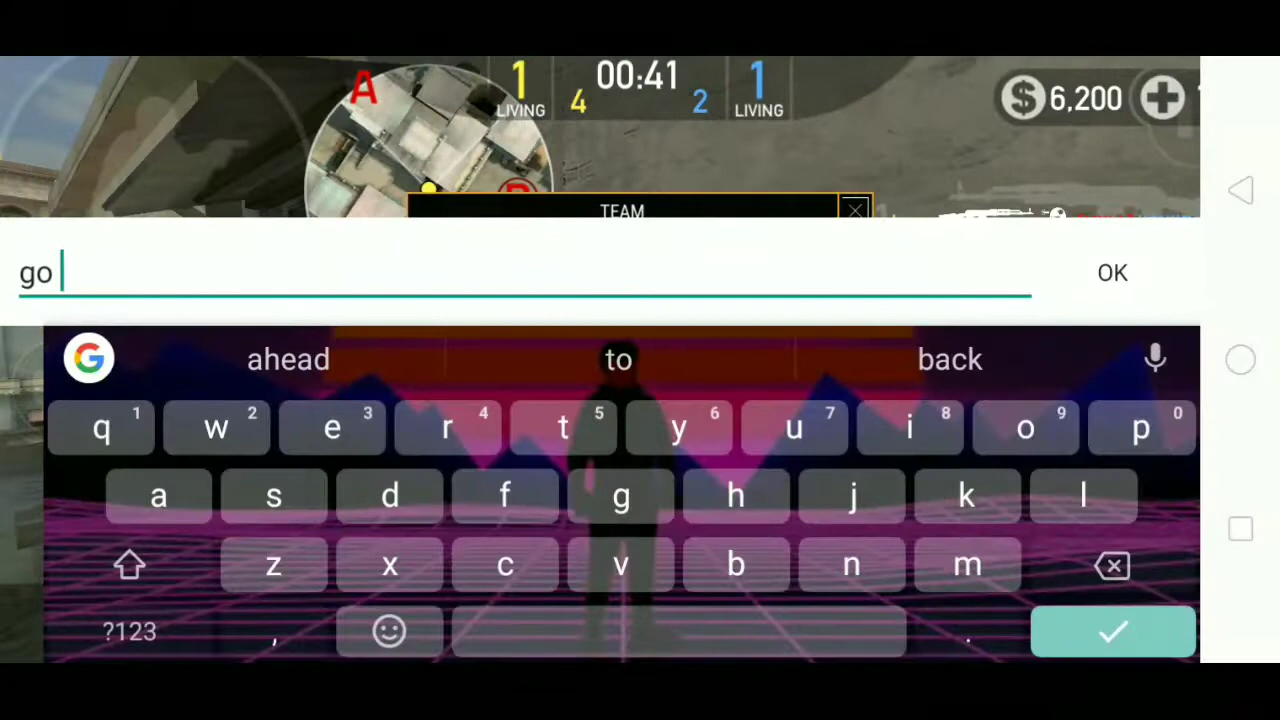 A
1
LIVING
4
00:41
2
1
LIVING
$ 6,200
TEAM
go
OK
G
ahead
to
back
q 1 w 2 e 3 r 4 t 5 y 6 u 7 i 8 o 9 p 0
a s d f g h j k l
z x c v b n m
?123 , .